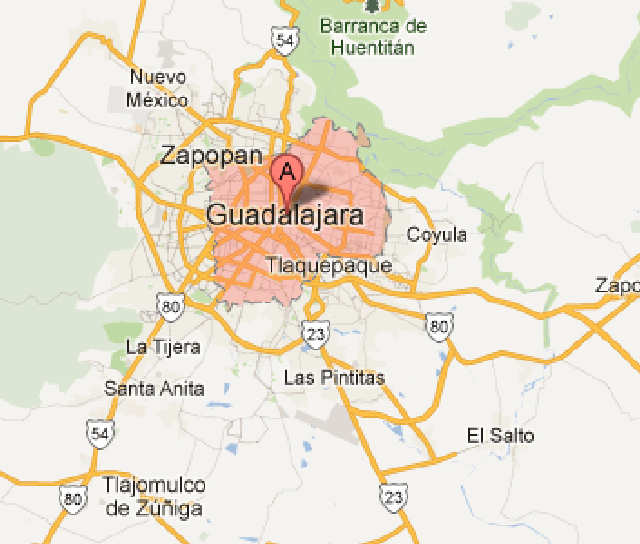 Barranca de
Huentitán
54
Nuevo
México
Zapopan
A
Guadalajara
Coyula
Tlaquepaque
Zapo
80
23
80
La Tijera
Las Pintitas
Santa Anita
54
El Salto
Tlajomulco
de Zúñiga
80
23